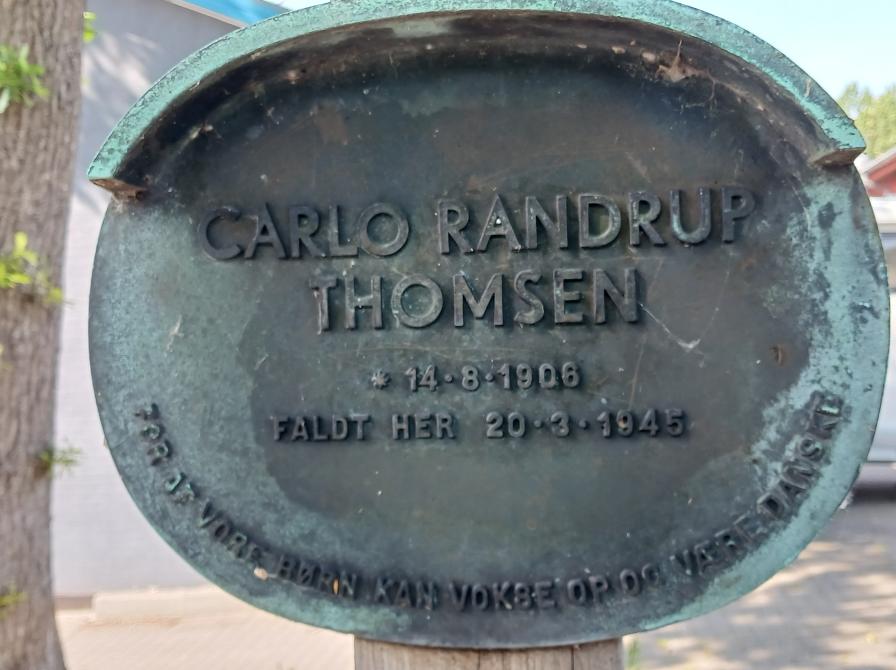 CARLO RANDRUP
THOMSEN
* 14·8·1906
FALDT HER 20·3·1945
FOR AT VORE BØRN KAN VOKSE OP OG VÆRE DANSKE